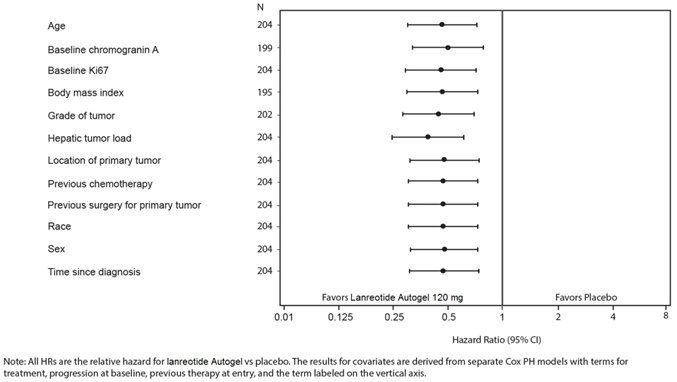 N
Age 204
Baseline chromogranin A 199
Baseline Ki67 204
Body mass index 195
Grade of tumor 202
Hepatic tumor load 204
Location of primary tumor 204
Previous chemotherapy 204
Previous surgery for primary tumor 204
Race 204
Sex 204
Time since diagnosis 204
Favors Lanreotide Autogel 120 mg Favors Placebo
0.01 0.125 0.25 0.5 1 2 4 8
Hazard Ratio (95% CI)
Note: All HRs are the relative hazard for lanreotide Autogel vs placebo. The results for covariates are derived from separate Cox PH models with terms for
treatment, progression at baseline, previous therapy at entry, and the term labeled on the vertical axis.